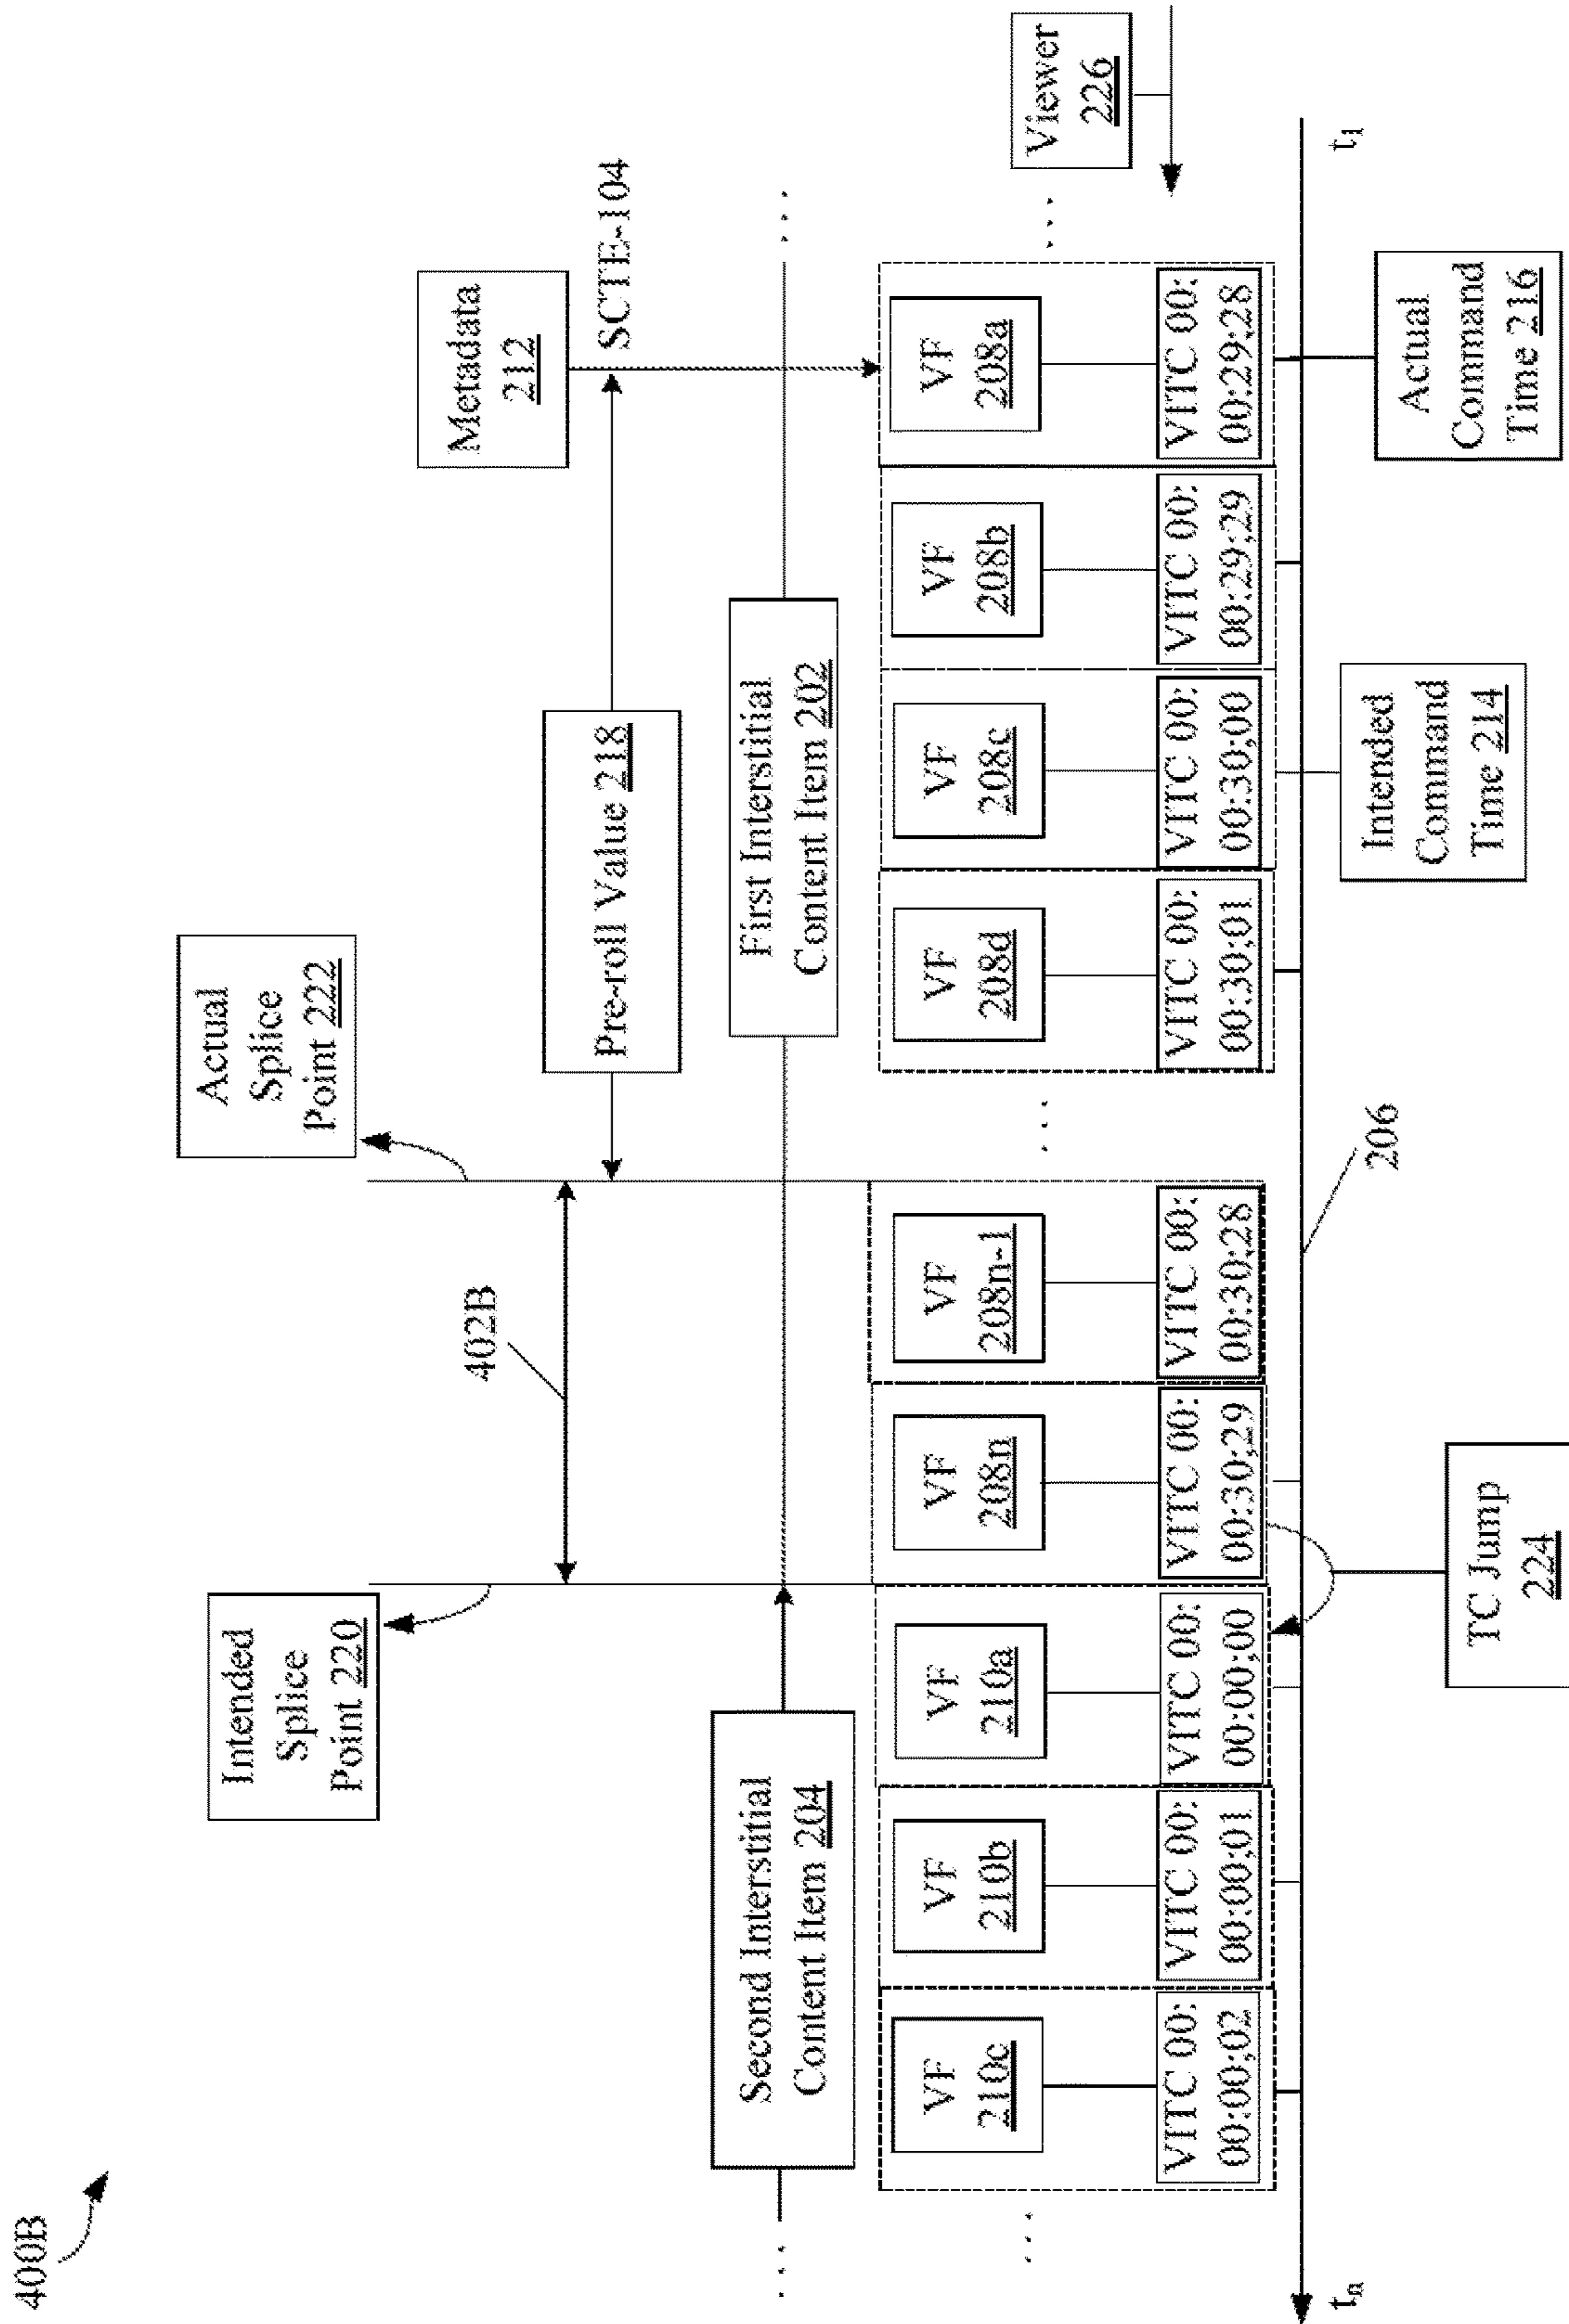 400B
Intended
Splice
Point 220
Actual
Splice
Point 222
402B
Metadata
212
SCTE-104
Pre-roll Value 218
Second Interstitial
Content Item 204
First Interstitial
Content Item 202
. . .
. . .
. . .
VF
210c
VF
210b
VF
210a
VF
208n
VF
208n-1
. . .
VF
208d
VF
208c
VF
208b
VF
208a
. . .
Viewer
226
VITC 00:
00:00;02
VITC 00:
00:00;01
VITC 00:
00:00;00
VITC 00:
00:30;29
VITC 00:
00:30;28
VITC 00:
00:30;01
VITC 00:
00:30;00
VITC 00:
00:29;29
VITC 00:
00:29;28
tn
206
t1
TC Jump
224
Intended
Command
Time 214
Actual
Command
Time 216